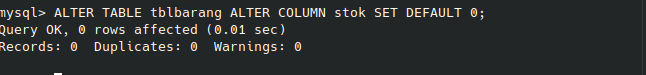 mysql> ALTER TABLE tblbarang ALTER COLUMN stok SET DEFAULT 0;
Query OK, 0 rows affected (0.01 sec)
Records: 0  Duplicates: 0  Warnings: 0